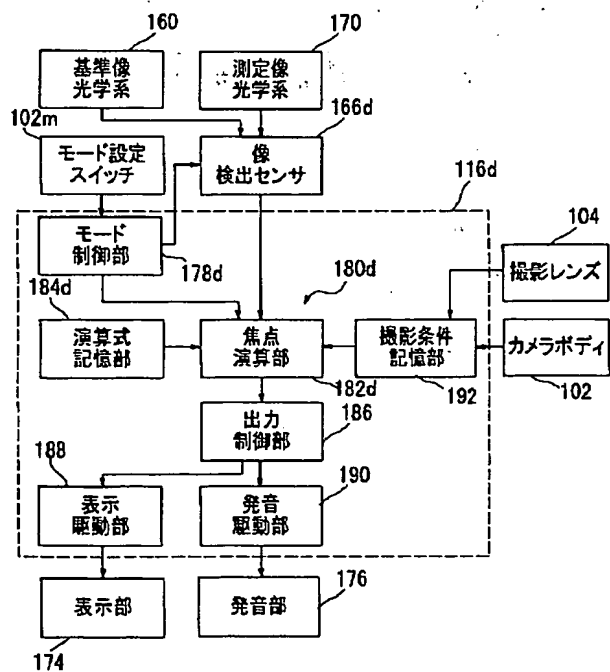 160
170
基準像
光学系
測定像
光学系
102m
166d
モード設定
スイッチ
像
検出センサ
116d
104
モード
制御部
178d
撮影レンズ
184d
180d
演算式
記憶部
焦点
演算部
撮影条件
記憶部
カメラボディ
182d
192
102
出力
制御部
186
188
190
表示
駆動部
発音
駆動部
表示部
発音部
176
174